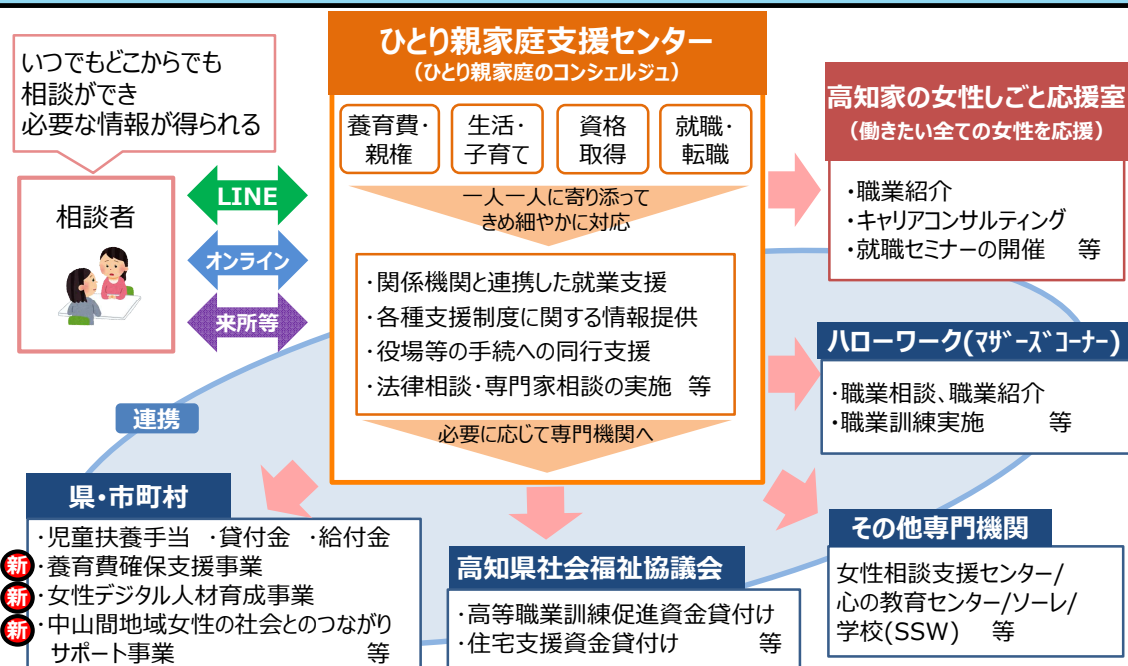 いつでもどこからでも
相談ができ
必要な情報が得られる
相談者
LINE
オンライン
来所等
連携
ひとり親家庭支援センター
（ひとり親家庭のコンシェルジュ）
養育費・
親権
生活・
子育て
資格
取得
就職・
転職
一人一人に寄り添って
きめ細やかに対応
・関係機関と連携した就業支援
・各種支援制度に関する情報提供
・役場等の手続への同行支援
・法律相談・専門家相談の実施　等
必要に応じて専門機関へ
高知家の女性しごと応援室
（働きたい全ての女性を応援）
・職業紹介
・キャリアコンサルティング
・就職セミナーの開催　等
ハローワーク(ﾏｻﾞｰｽﾞｺｰﾅｰ)
・職業相談、職業紹介
・職業訓練実施　等
県・市町村
・児童扶養手当　・貸付金　・給付金
新・養育費確保支援事業
新・女性デジタル人材育成事業
新・中山間地域女性の社会とのつながり
サポート事業　等
高知県社会福祉協議会
・高等職業訓練促進資金貸付け
・住宅支援資金貸付け　等
その他専門機関
女性相談支援センター/
心の教育センター/ソーレ/
学校(SSW)　等